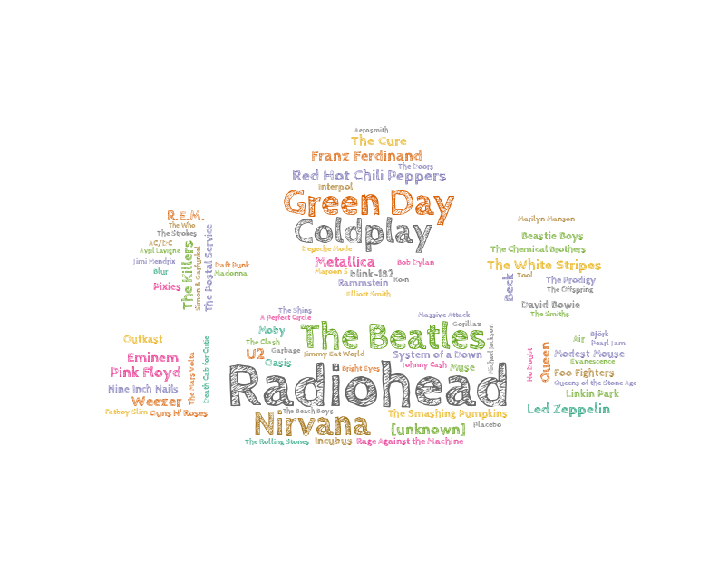 Aerosmith
The Cure
Franz Ferdinand
The Doors
Red Hot Chili Peppers
Interpol
Green Day
Coldplay
Depeche Mode
Metallica
Bob Dylan
Maroon 5
blink-182
Korn
Rammstein
Elliott Smith
R.E.M.
The Who
The Strokes
AC/DC
Avril Lavigne
Jimi Hendrix
Blur
Pixies
The Killers
Simon & Garfunkel
The Postal Service
Daft Punk
Madonna
Marilyn Manson
Beastie Boys
The Chemical Brothers
The White Stripes
Tool
Beck
The Prodigy
The Offspring
David Bowie
The Smiths
The Shins
A Perfect Circle
Massive Attack
Gorillaz
Moby
The Beatles
The Clash
U2
Garbage
Jimmy Eat World
System of a Down
Michael Jackson
Oasis
Bright Eyes
Johnny Cash
Muse
Radiohead
The Beach Boys
Nirvana
The Smashing Pumpkins
Placebo
[unknown]
The Rolling Stones
Incubus
Rage Against the Machine
Outkast
Eminem
Pink Floyd
Nine Inch Nails
Weezer
Fatboy Slim
Guns N' Roses
The Mars Volta
Death Cab for Cutie
Björk
Air
Pearl Jam
No Doubt
Queen
Modest Mouse
Evanescence
Foo Fighters
Queens of the Stone Age
Linkin Park
Led Zeppelin